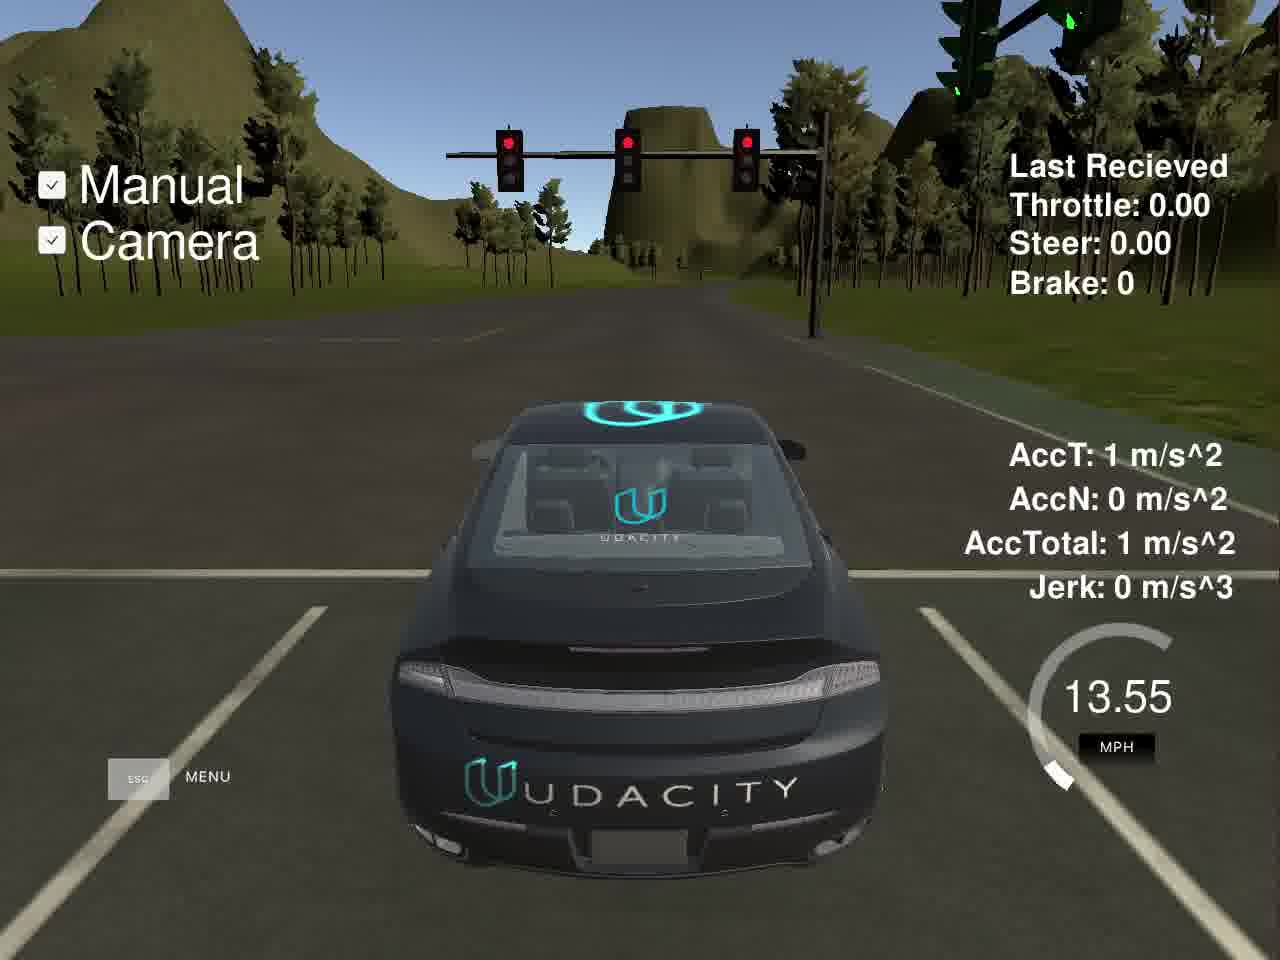 Manual
Camera
Last Recieved
Throttle: 0.00
Steer: 0.00
Brake: 0
AccT: 1 m/s^2
AccN: 0 m/s^2
AccTotal: 1 m/s^2
Jerk: 0 m/s^3
UDACITY
13.55
MPH
ESC MENU
UDACITY